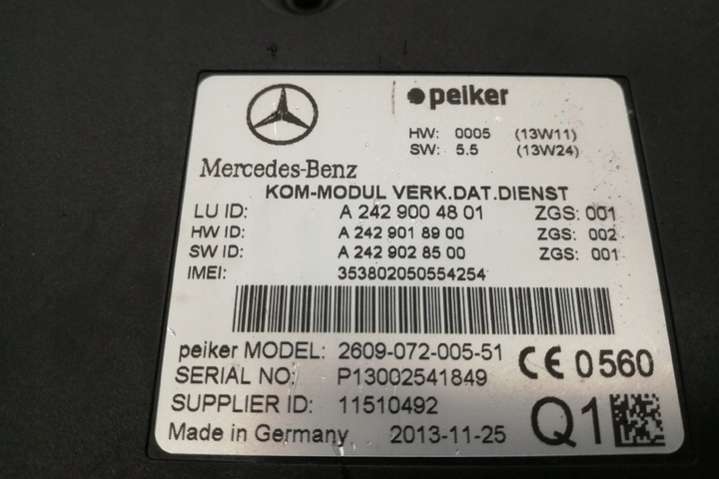 peiker
HW: 0005 (13W11)
SW: 5.5 (13W24)
Mercedes-Benz
KOM-MODUL VERK.DAT.DIENST
LU ID: A 242 900 48 01 ZGS: 001
HW ID: A 242 901 89 00 ZGS: 002
SW ID: A 242 902 85 00 ZGS: 001
IMEI: 353802050554254
peiker MODEL: 2609-072-005-51
CE 0560
SERIAL NO: P13002541849
SUPPLIER ID: 11510492
Q1
Made in Germany 2013-11-25